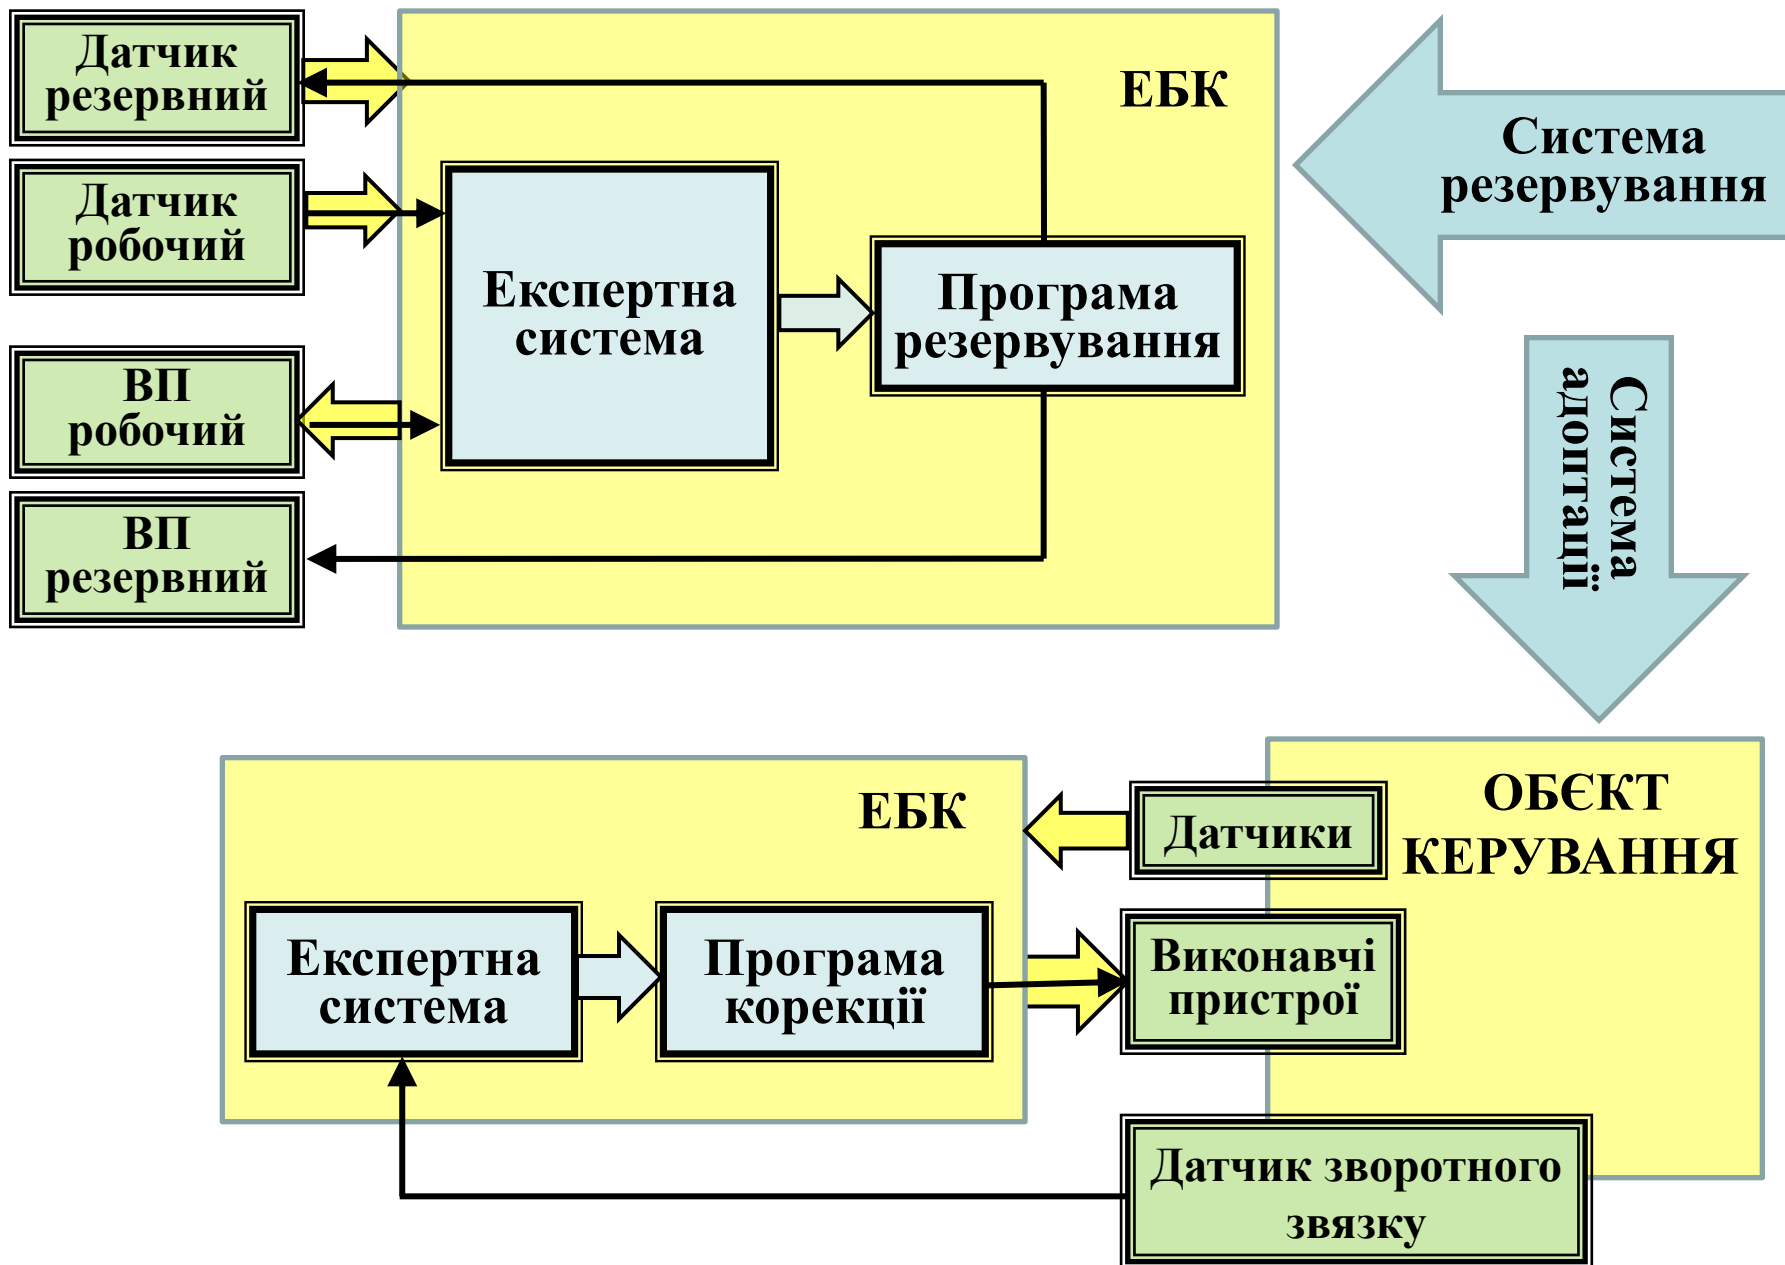 Датчик
резервний
ЕБК
Система
резервування
Датчик
робочий
Експертна
система
Програма
резервування
ВП
робочий
ВП
резервний
Система
адоптації
ЕБК
Датчики
ОБЄКТ
КЕРУВАННЯ
Експертна
система
Програма
корекції
Виконавчі
пристрої
Датчик зворотного
звязку